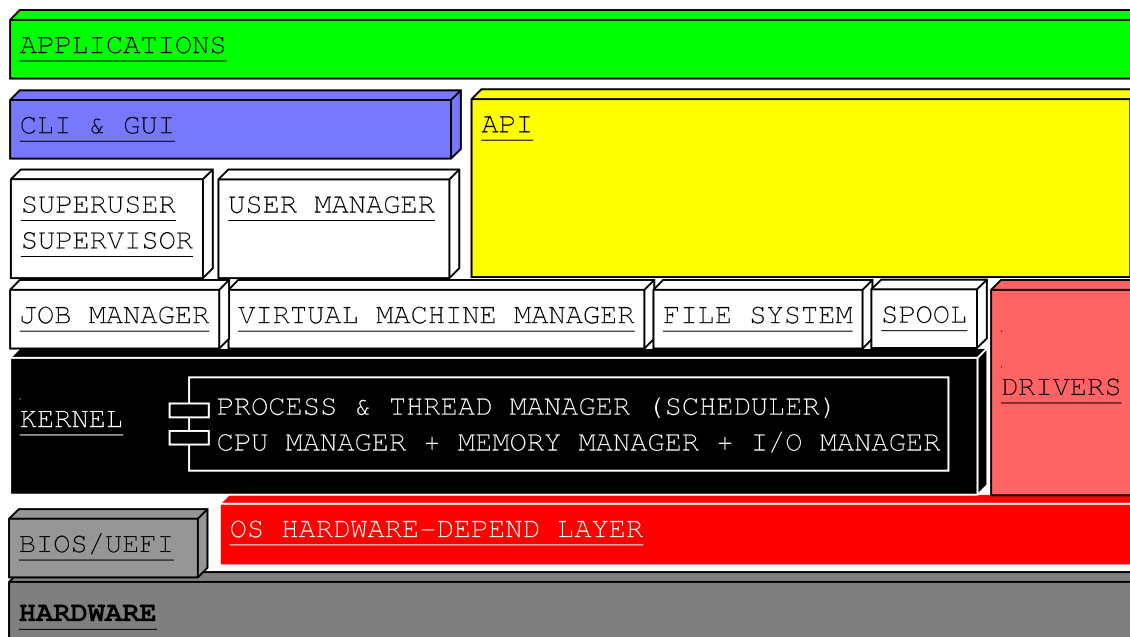 APPLICATIONS
CLI & GUI
API
SUPERUSER
SUPERVISOR
USER MANAGER
JOB MANAGER
VIRTUAL MACHINE MANAGER
FILE SYSTEM
SPOOL
DRIVERS
KERNEL
PROCESS & THREAD MANAGER (SCHEDULER)
CPU MANAGER + MEMORY MANAGER + I/O MANAGER
OS HARDWARE-DEPEND LAYER
BIOS/UEFI
HARDWARE